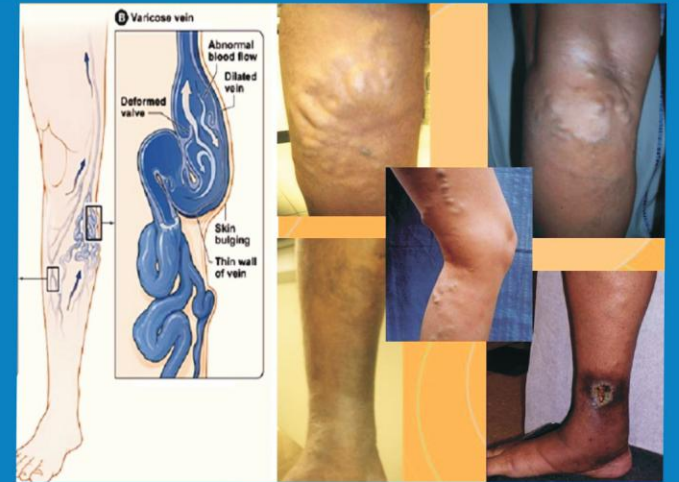 B Varicose vein
Abnormal
blood flow
Dilated
vein
Deformed
valve
Skin
bulging
Thin wall
of vein